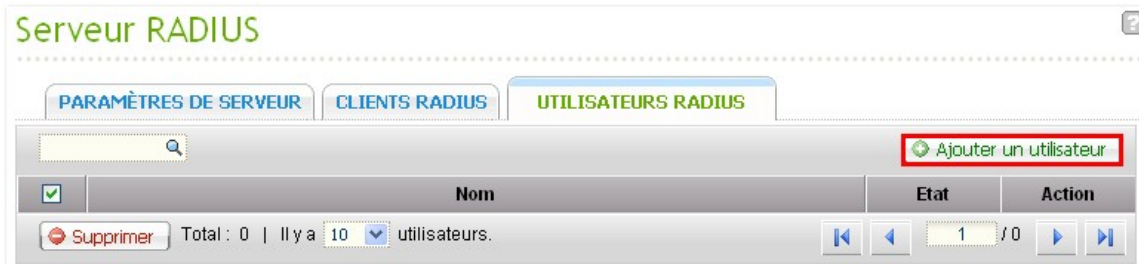 Serveur RADIUS
?
PARAMÈTRES DE SERVEUR CLIENTS RADIUS UTILISATEURS RADIUS
Ajouter un utilisateur
Nom Etat Action
Supprimer Total : 0 | Il y a 10 utilisateurs. 1 / 0